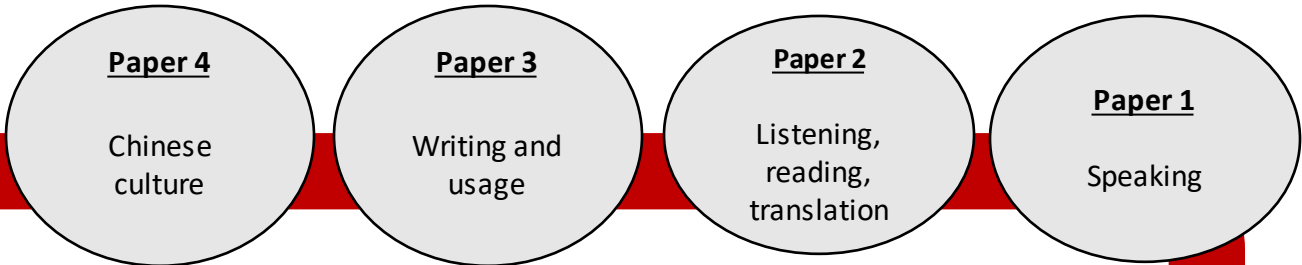 Paper 4
Chinese
culture
Paper 3
Writing and
usage
Paper 2
Listening,
reading,
translation
Paper 1
Speaking